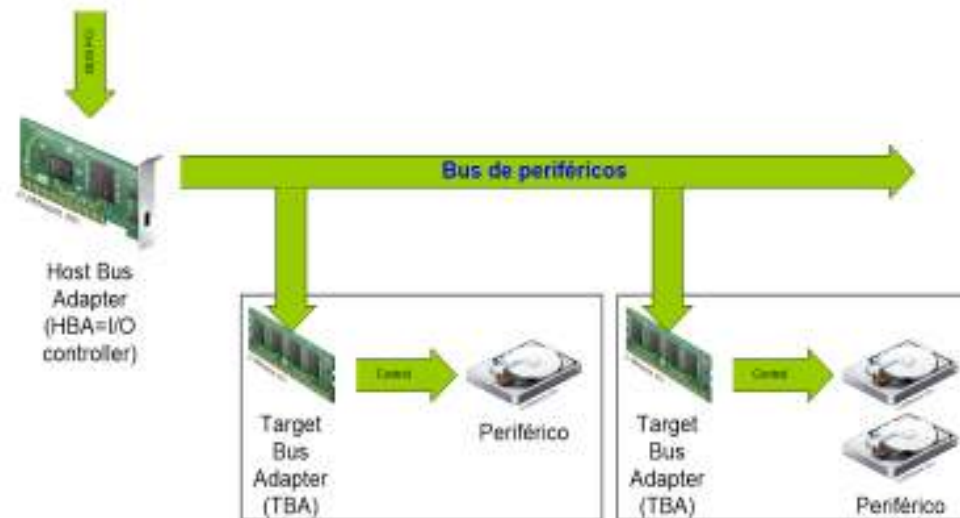 Bus de periféricos
Host Bus
Adapter
(HBA=I/O
controller)
Target
Bus
Adapter
(TBA)
Periférico
Target
Bus
Adapter
(TBA)
Periférico